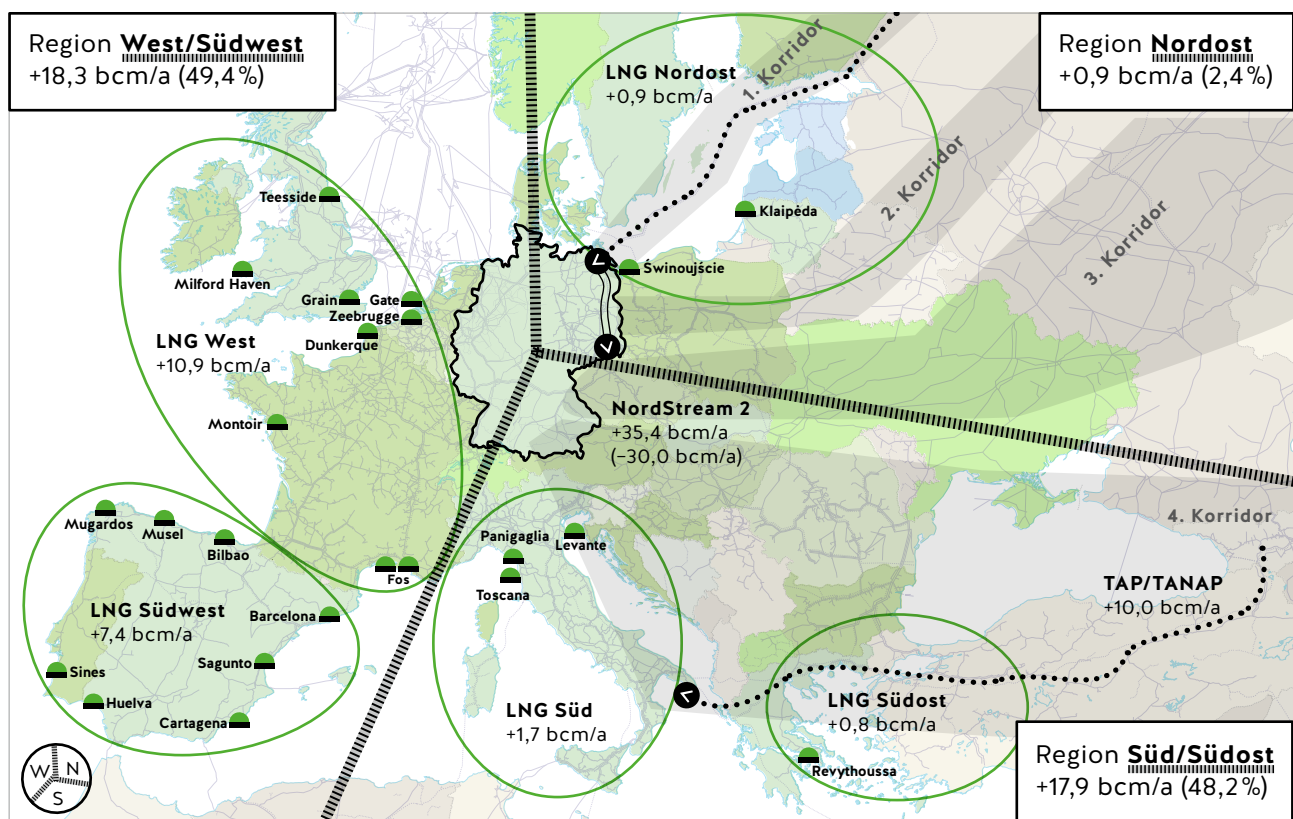 Region West/Südwest
+18,3 bcm/a (49,4%)
Region Nordost
+0,9 bcm/a (2,4%)
LNG Nordost
+0,9 bcm/a
1. Korridor
2. Korridor
3. Korridor
Teesside
Klaipėda
Milford Haven
Świnoujście
Grain
Gate
Zeebrugge
Dunkerque
LNG West
+10,9 bcm/a
Montoir
NordStream 2
+35,4 bcm/a
(−30,0 bcm/a)
Mugardos
Musel
Bilbao
Panigaglia
Levante
4. Korridor
Fos
Toscana
TAP/TANAP
+10,0 bcm/a
LNG Südwest
+7,4 bcm/a
Barcelona
Sagunto
Sines
Huelva
Cartagena
LNG Süd
+1,7 bcm/a
LNG Südost
+0,8 bcm/a
Revythoussa
Region Süd/Südost
+17,9 bcm/a (48,2%)
W N
S